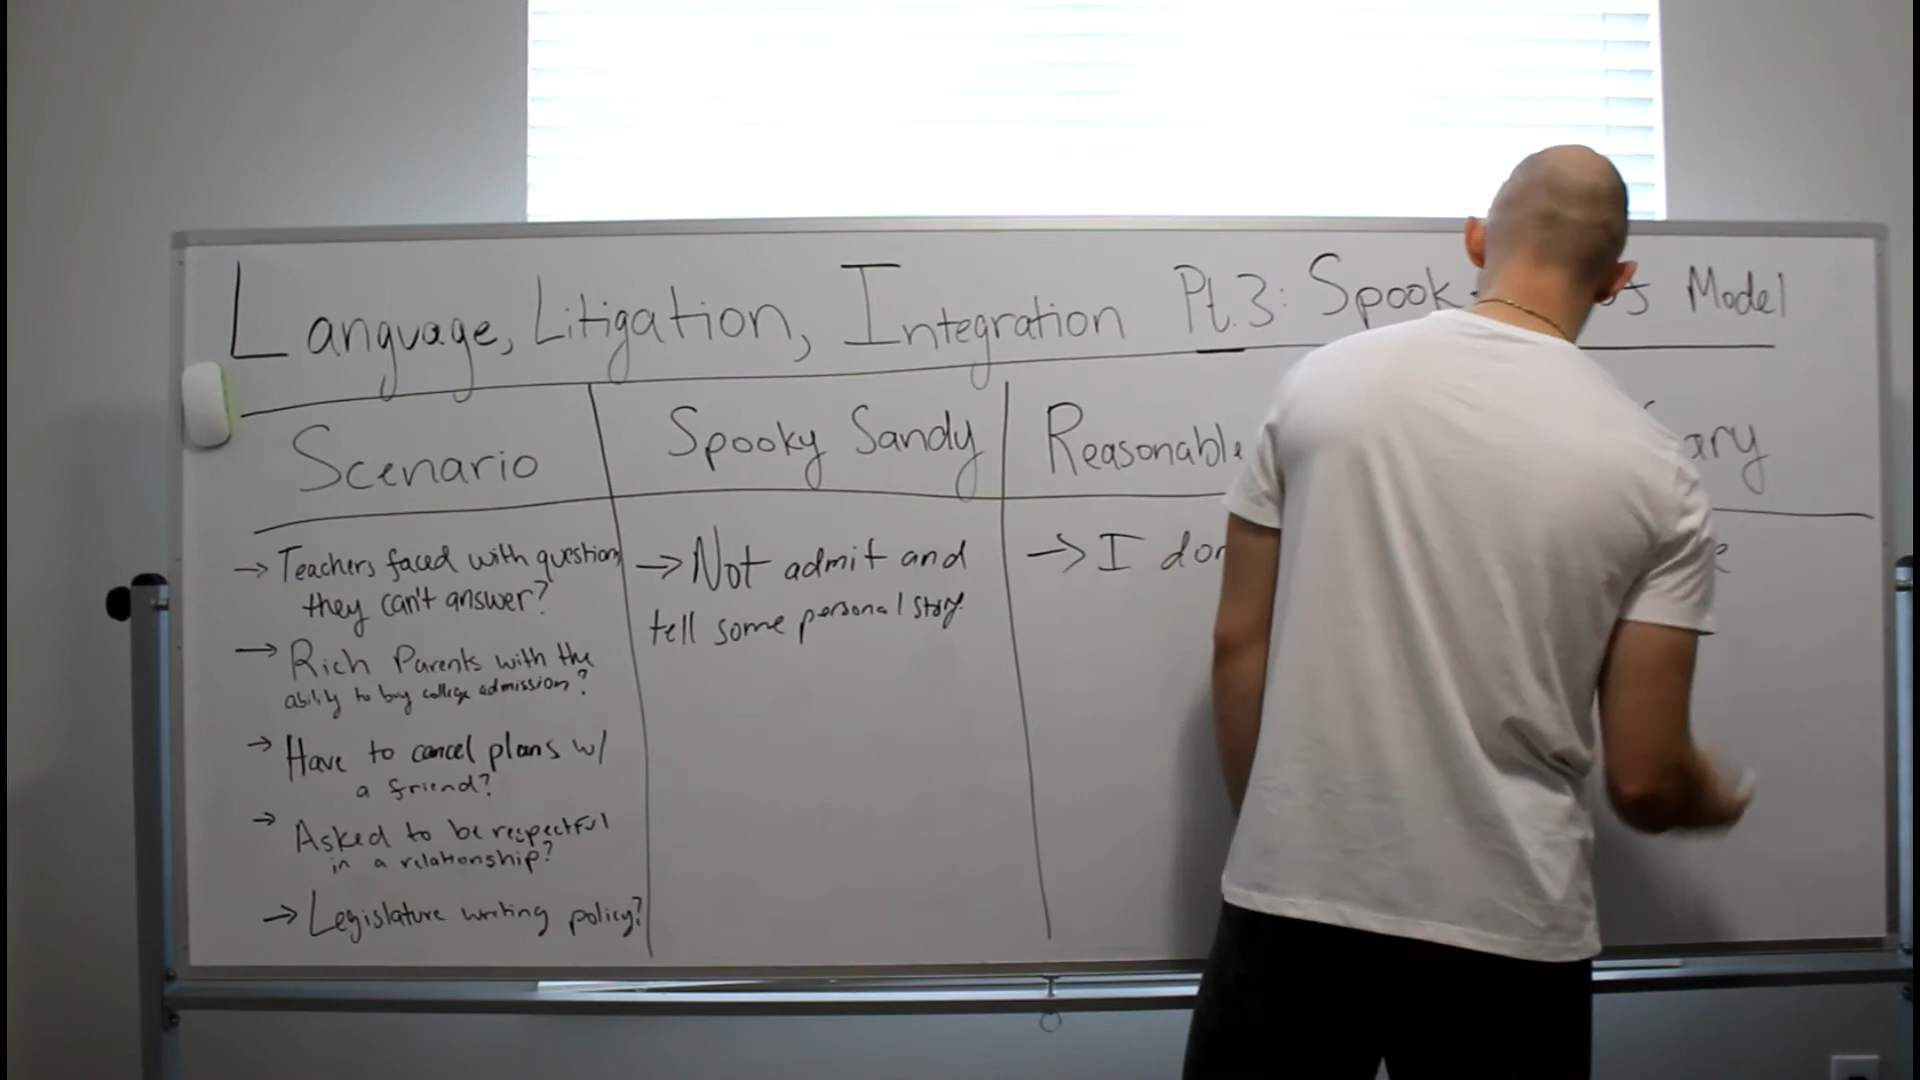 Language, Litigation, Integration Pt.3: Model
Scenario
Spooky Sandy
Reasonable
→ Teachers faced with question
they can't answer?
→ Rich Parents with the
ability to buy college admission?
→ Have to cancel plans w/
a friend?
→ Asked to be respectful
in a relationship?
→ Legislature writing policy?
→ Not admit and
tell some personal story.
→ I